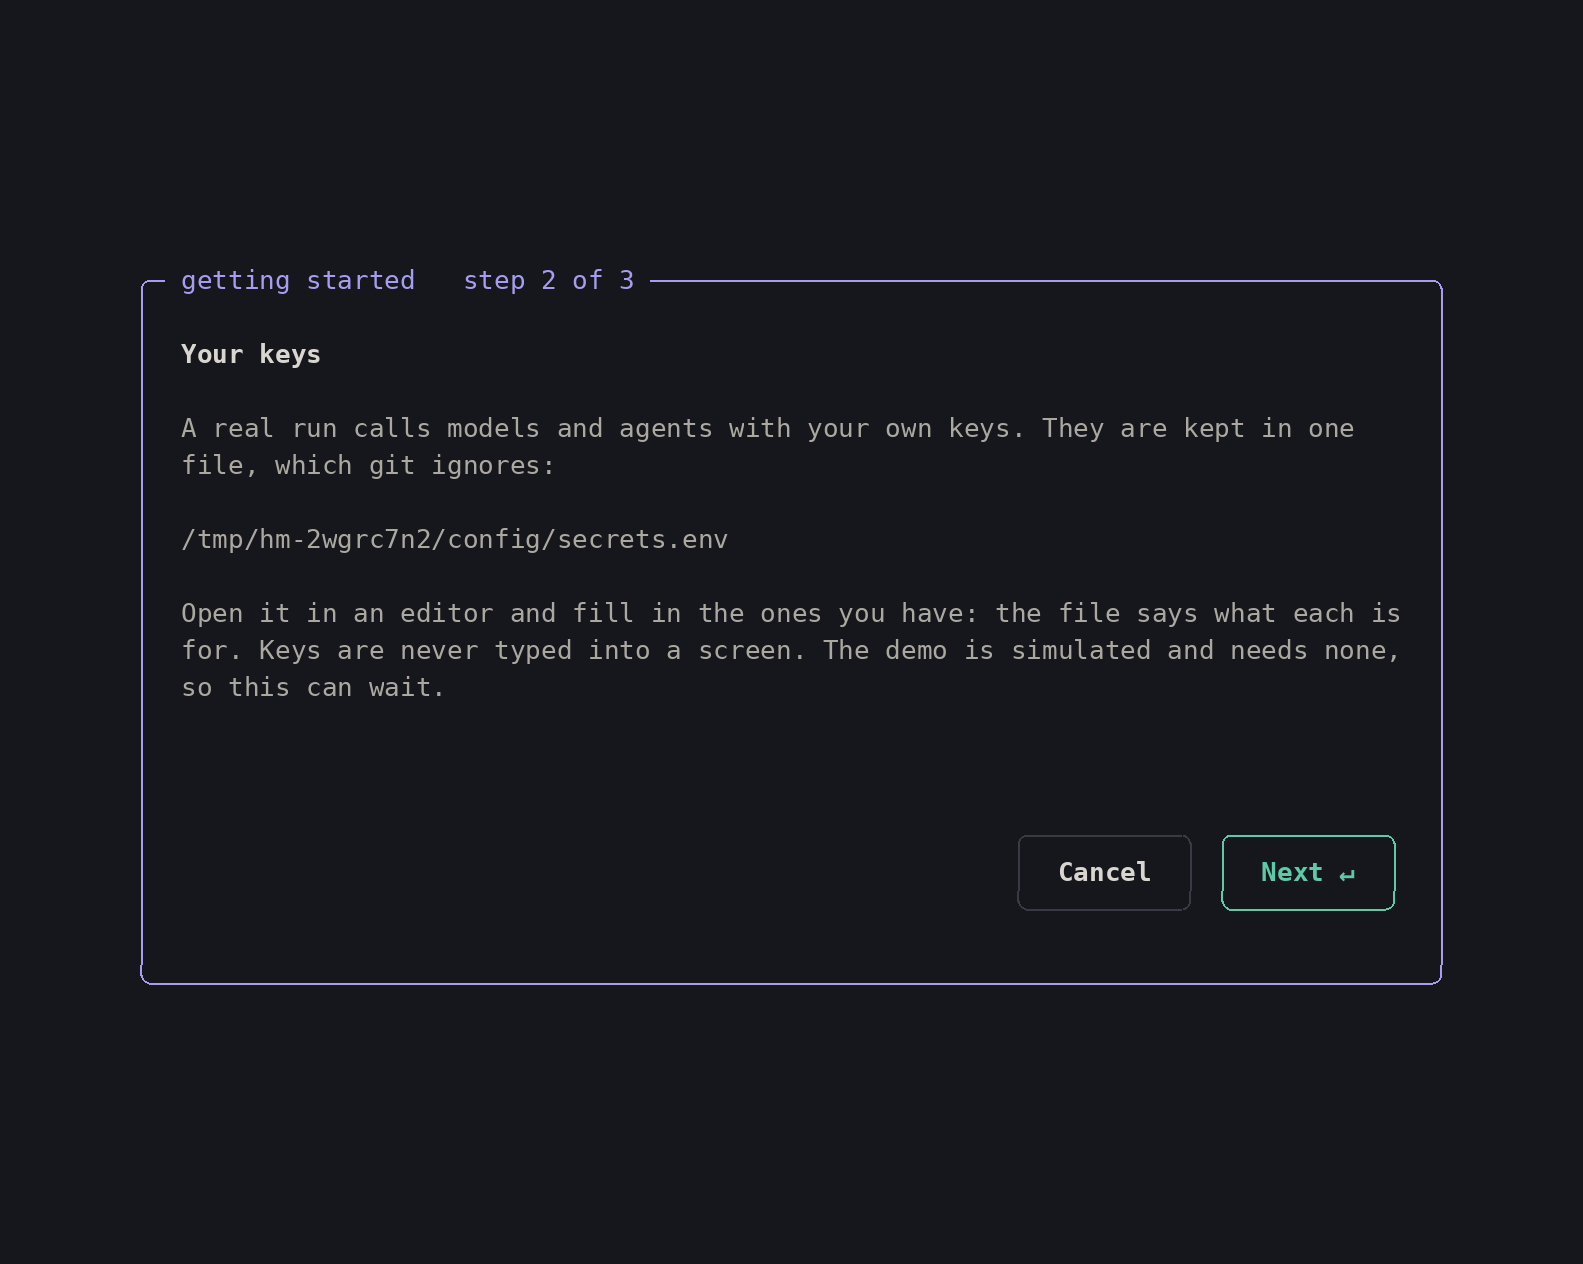 getting started   step 2 of 3
Your keys
A real run calls models and agents with your own keys. They are kept in one
file, which git ignores:
/tmp/hm-2wgrc7n2/config/secrets.env
Open it in an editor and fill in the ones you have: the file says what each is
for. Keys are never typed into a screen. The demo is simulated and needs none,
so this can wait.
Cancel   Next ↵